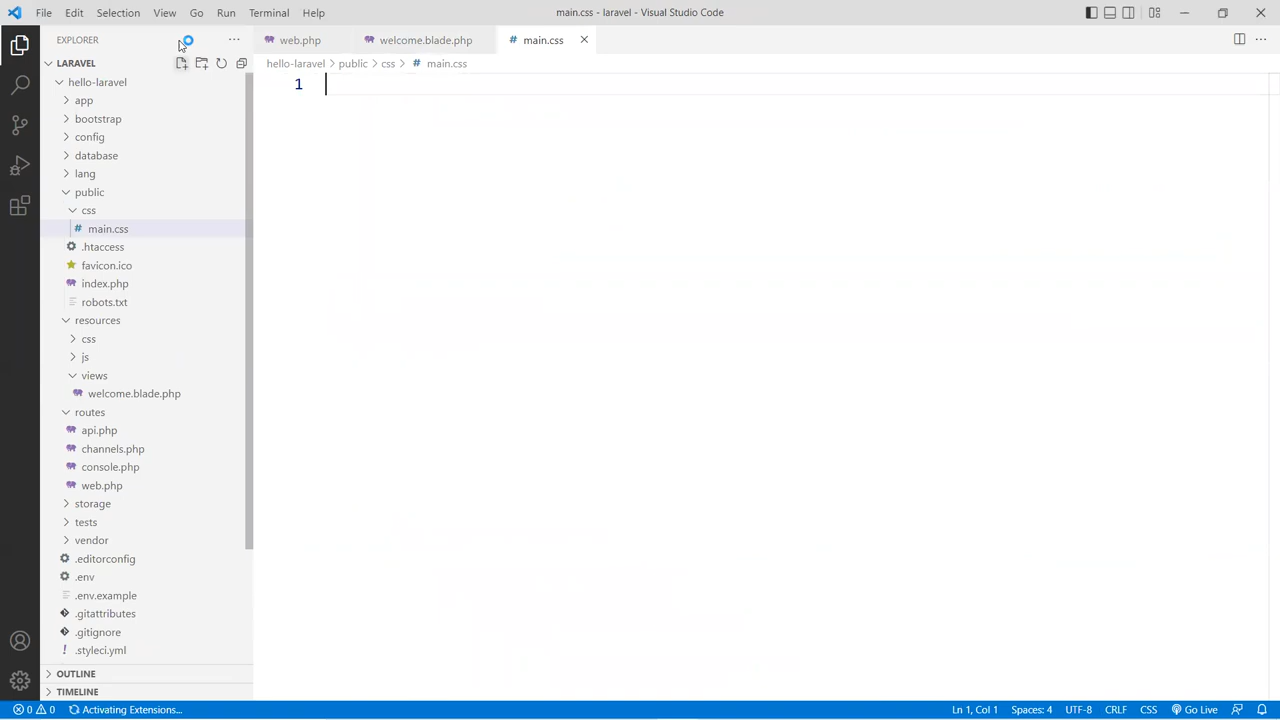 File Edit Selection View Go Run Terminal Help
main.css - laravel - Visual Studio Code
EXPLORER
LARAVEL
hello-laravel
app
bootstrap
config
database
lang
public
css
main.css
.htaccess
favicon.ico
index.php
robots.txt
resources
css
js
views
welcome.blade.php
routes
api.php
channels.php
console.php
web.php
storage
tests
vendor
.editorconfig
.env
.env.example
.gitattributes
.gitignore
.styleci.yml
OUTLINE
TIMELINE
web.php welcome.blade.php main.css
hello-laravel > public > css > # main.css
1
0 0 Activating Extensions...
Ln 1, Col 1 Spaces: 4 UTF-8 CRLF CSS Go Live